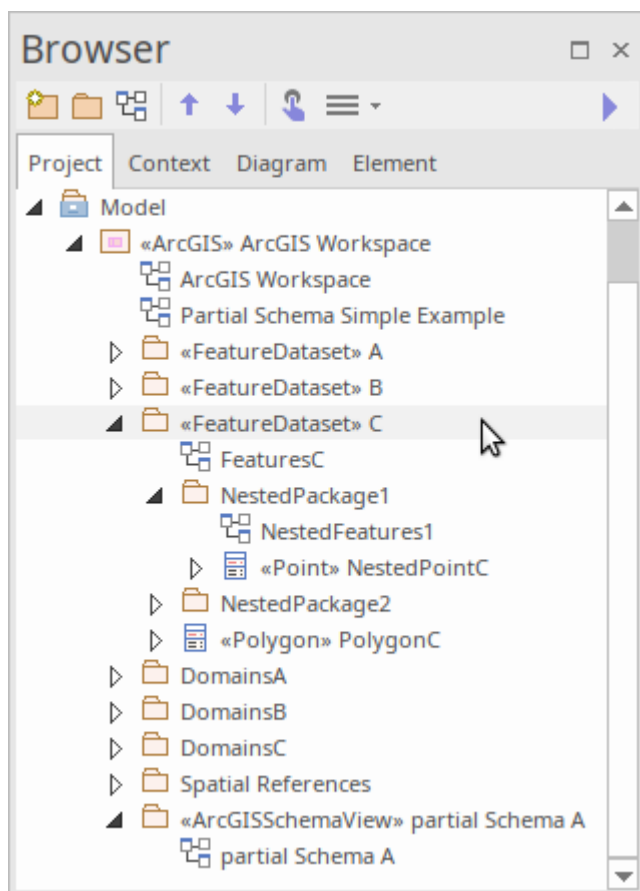 Browser
Project Context Diagram Element
Model
«ArcGIS» ArcGIS Workspace
ArcGIS Workspace
Partial Schema Simple Example
«FeatureDataset» A
«FeatureDataset» B
«FeatureDataset» C
FeaturesC
NestedPackage1
NestedFeatures1
«Point» NestedPointC
NestedPackage2
«Polygon» PolygonC
DomainsA
DomainsB
DomainsC
Spatial References
«ArcGISSchemaView» partial Schema A
partial Schema A